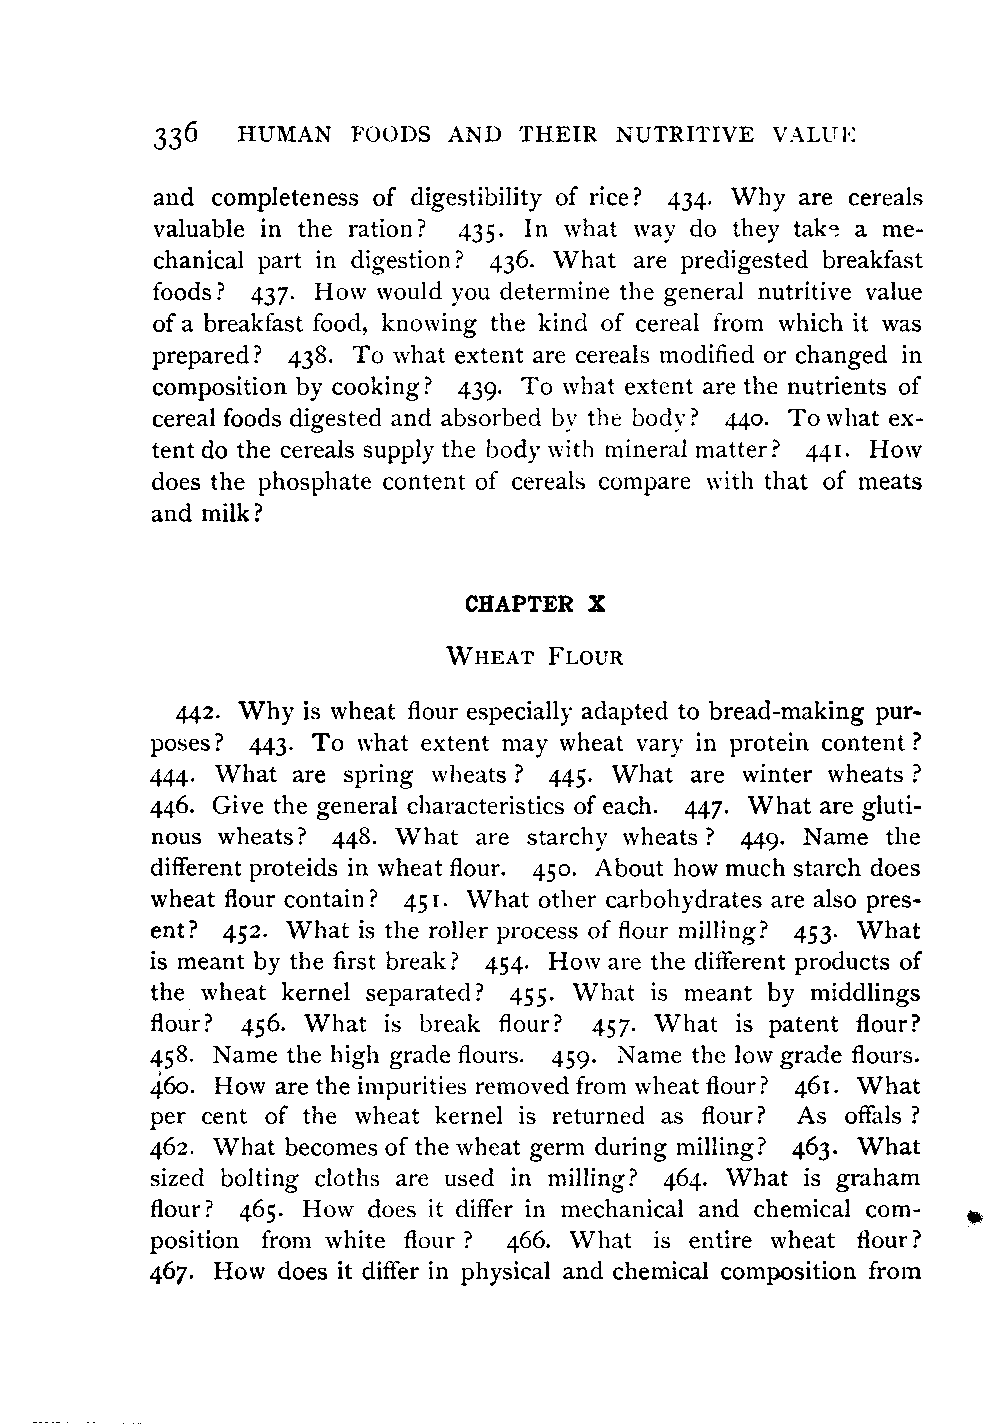 336 HUMAN FOODS AND THEIR NUTRITIVE VALUE
and completeness of digestibility of rice? 434. Why are cereals
valuable in the ration? 435. In what way do they take a me-
chanical part in digestion? 436. What are predigested breakfast
foods? 437. How would you determine the general nutritive value
of a breakfast food, knowing the kind of cereal from which it was
prepared? 438. To what extent are cereals modified or changed in
composition by cooking? 439. To what extent are the nutrients of
cereal foods digested and absorbed by the body? 440. To what ex-
tent do the cereals supply the body with mineral matter? 441. How
does the phosphate content of cereals compare with that of meats
and milk?
CHAPTER X
WHEAT FLOUR
442. Why is wheat flour especially adapted to bread-making pur-
poses? 443. To what extent may wheat vary in protein content?
444. What are spring wheats? 445. What are winter wheats?
446. Give the general characteristics of each. 447. What are gluti-
nous wheats? 448. What are starchy wheats? 449. Name the
different proteids in wheat flour. 450. About how much starch does
wheat flour contain? 451. What other carbohydrates are also pres-
ent? 452. What is the roller process of flour milling? 453. What
is meant by the first break? 454. How are the different products of
the wheat kernel separated? 455. What is meant by middlings
flour? 456. What is break flour? 457. What is patent flour?
458. Name the high grade flours. 459. Name the low grade flours.
460. How are the impurities removed from wheat flour? 461. What
per cent of the wheat kernel is returned as flour? As offals?
462. What becomes of the wheat germ during milling? 463. What
sized bolting cloths are used in milling? 464. What is graham
flour? 465. How does it differ in mechanical and chemical com-
position from white flour? 466. What is entire wheat flour?
467. How does it differ in physical and chemical composition from